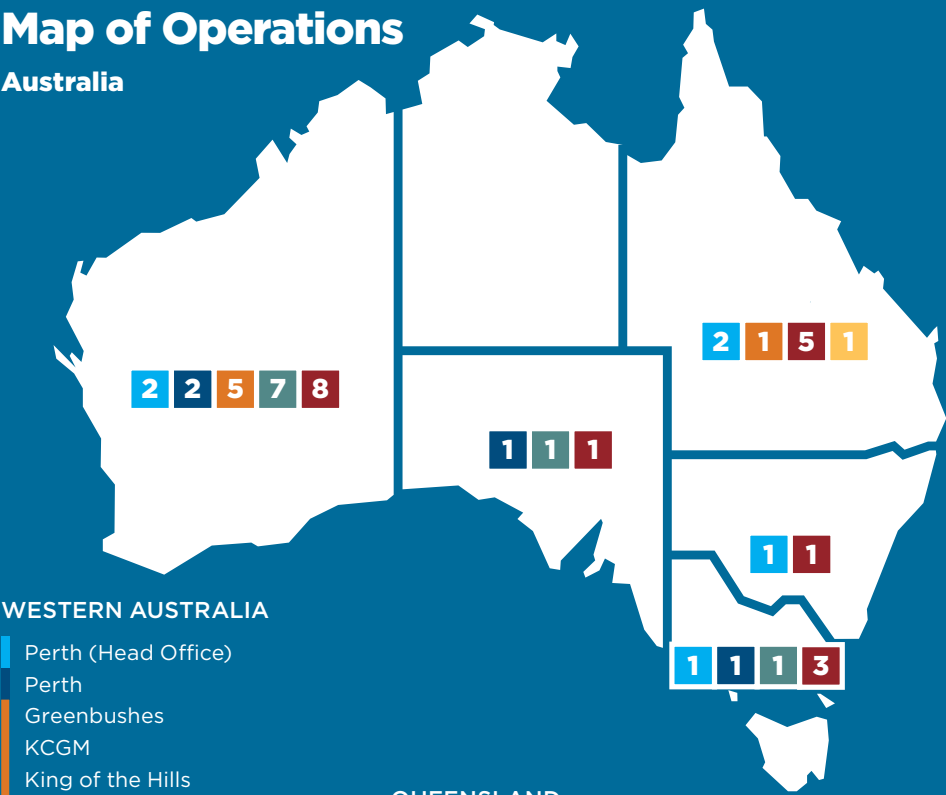 Map of Operations
Australia
2 1 5 1
2 2 5 7 8
1 1 1
1 1
1 1 1 3
WESTERN AUSTRALIA
Perth (Head Office)
Perth
Greenbushes
KCGM
King of the Hills
QUEENSLAND